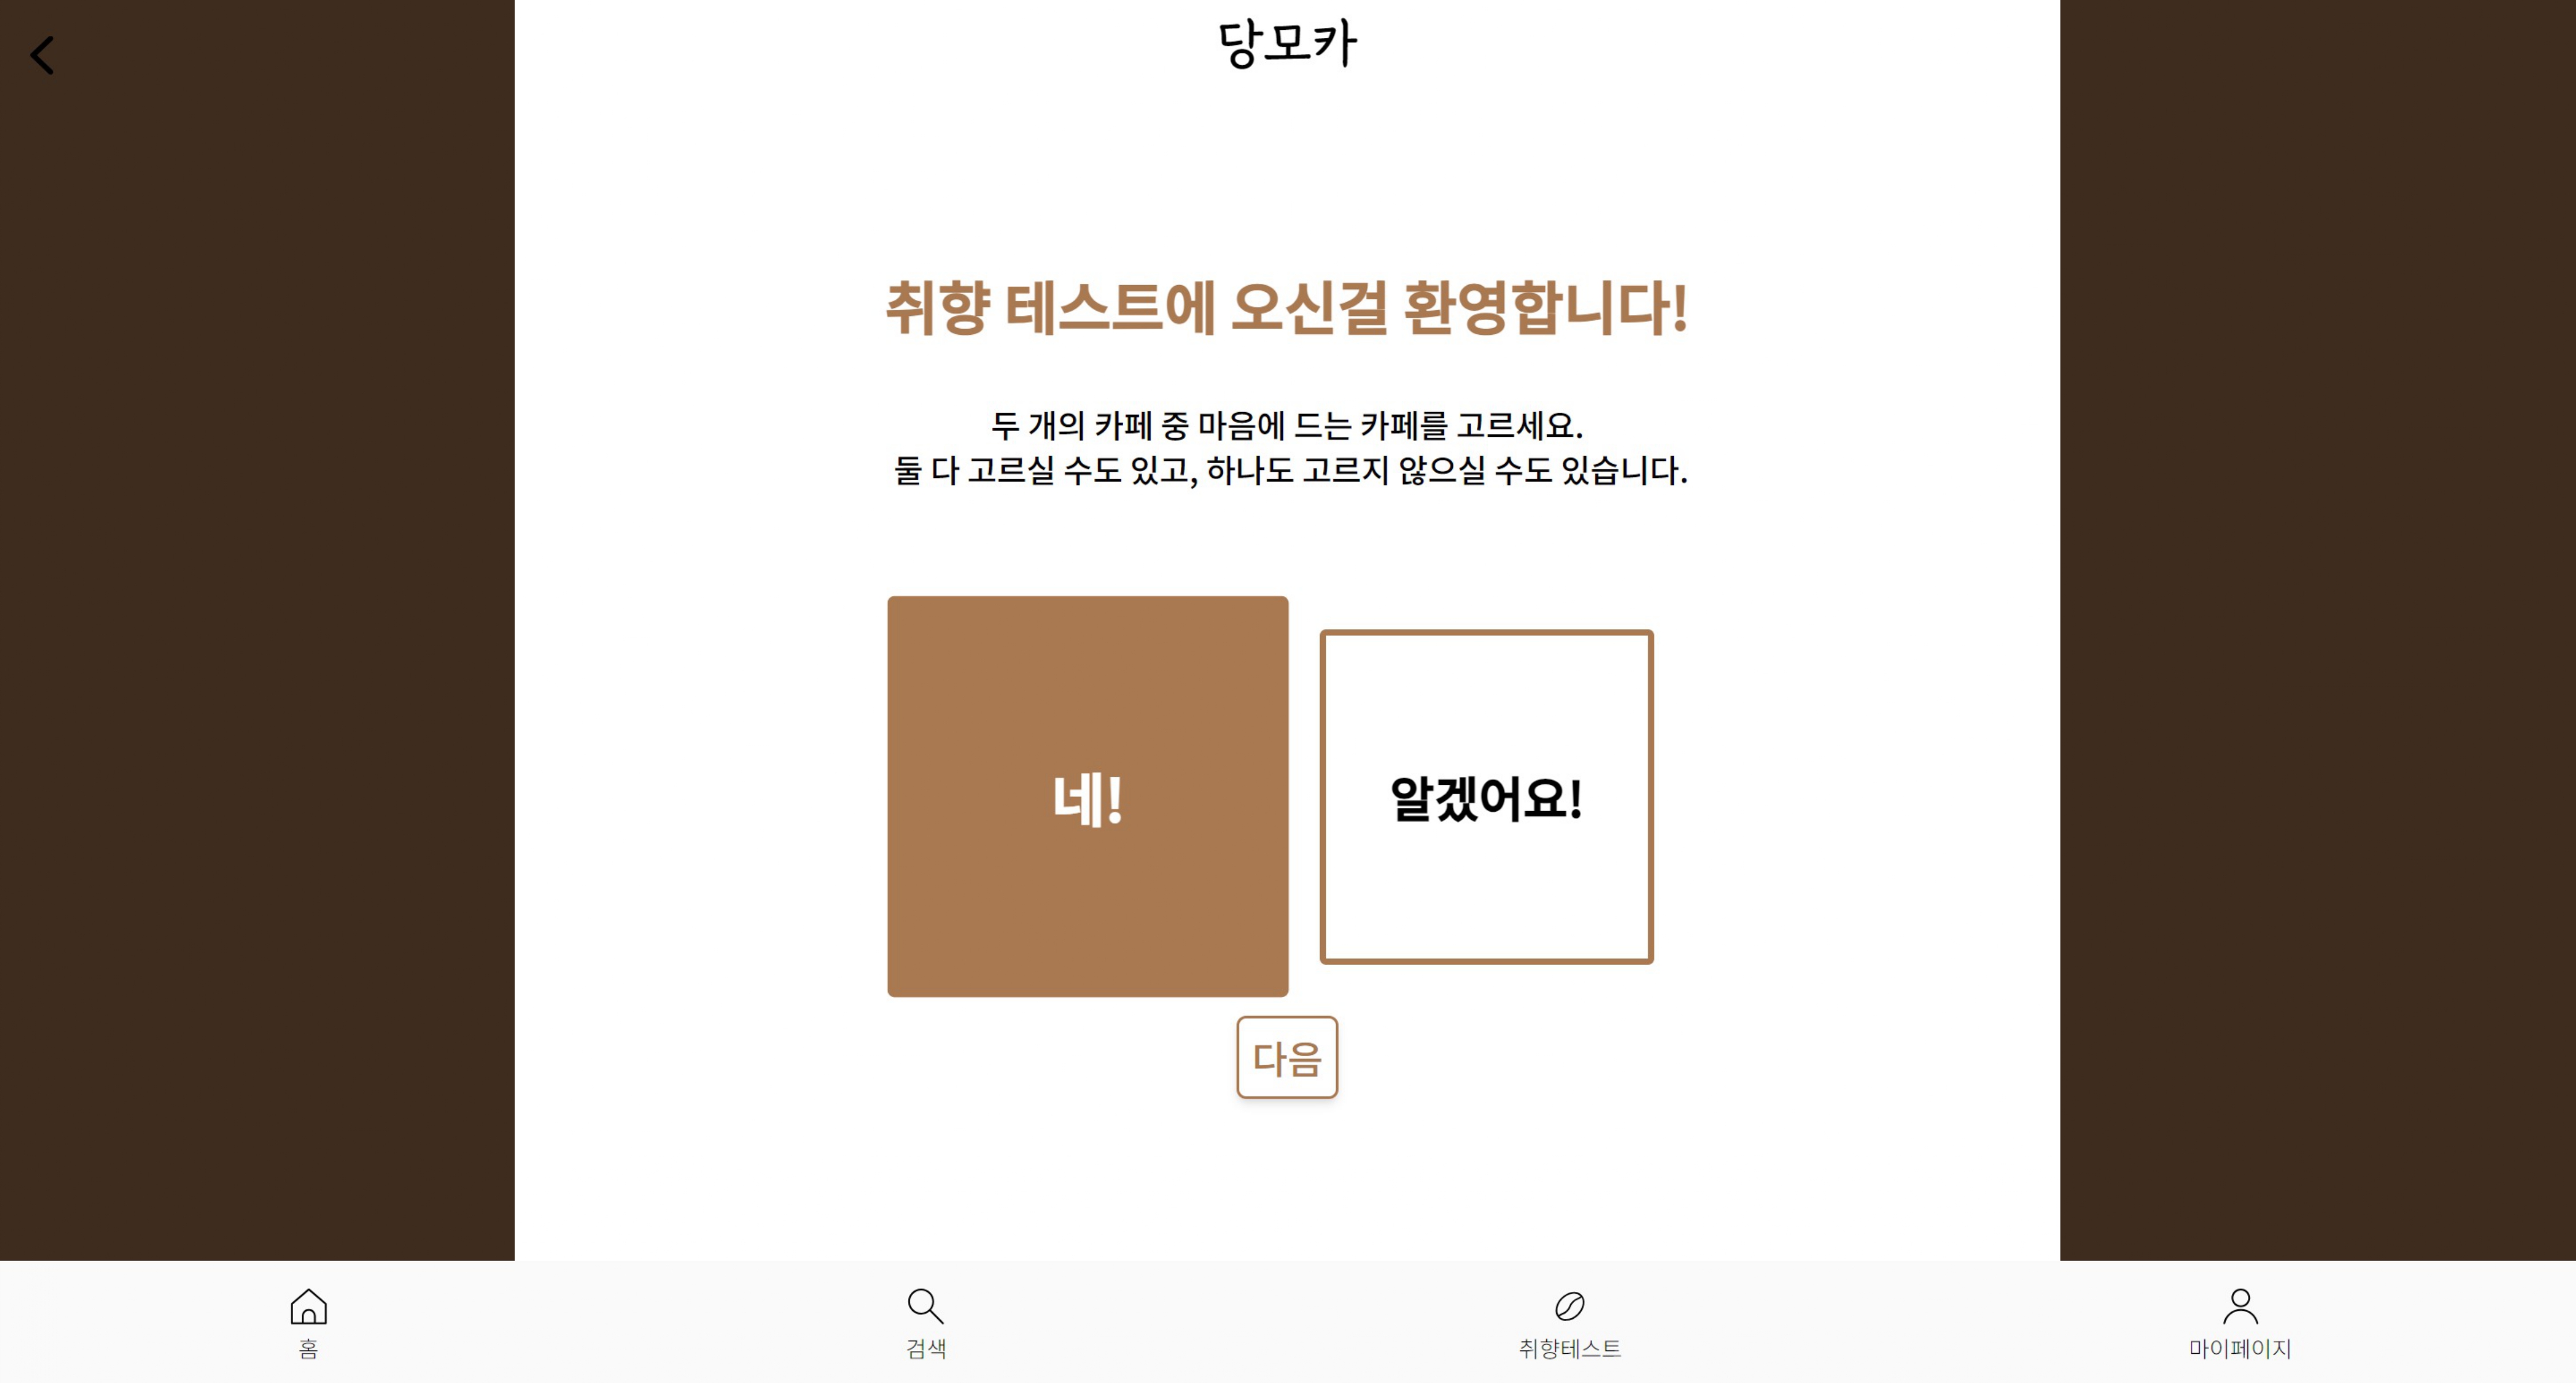 당모카
취향 테스트에 오신걸 환영합니다!
두 개의 카페 중 마음에 드는 카페를 고르세요.
둘 다 고르실 수도 있고, 하나도 고르지 않으실 수도 있습니다.
네!
알겠어요!
다음
홈
검색
취향테스트
마이페이지